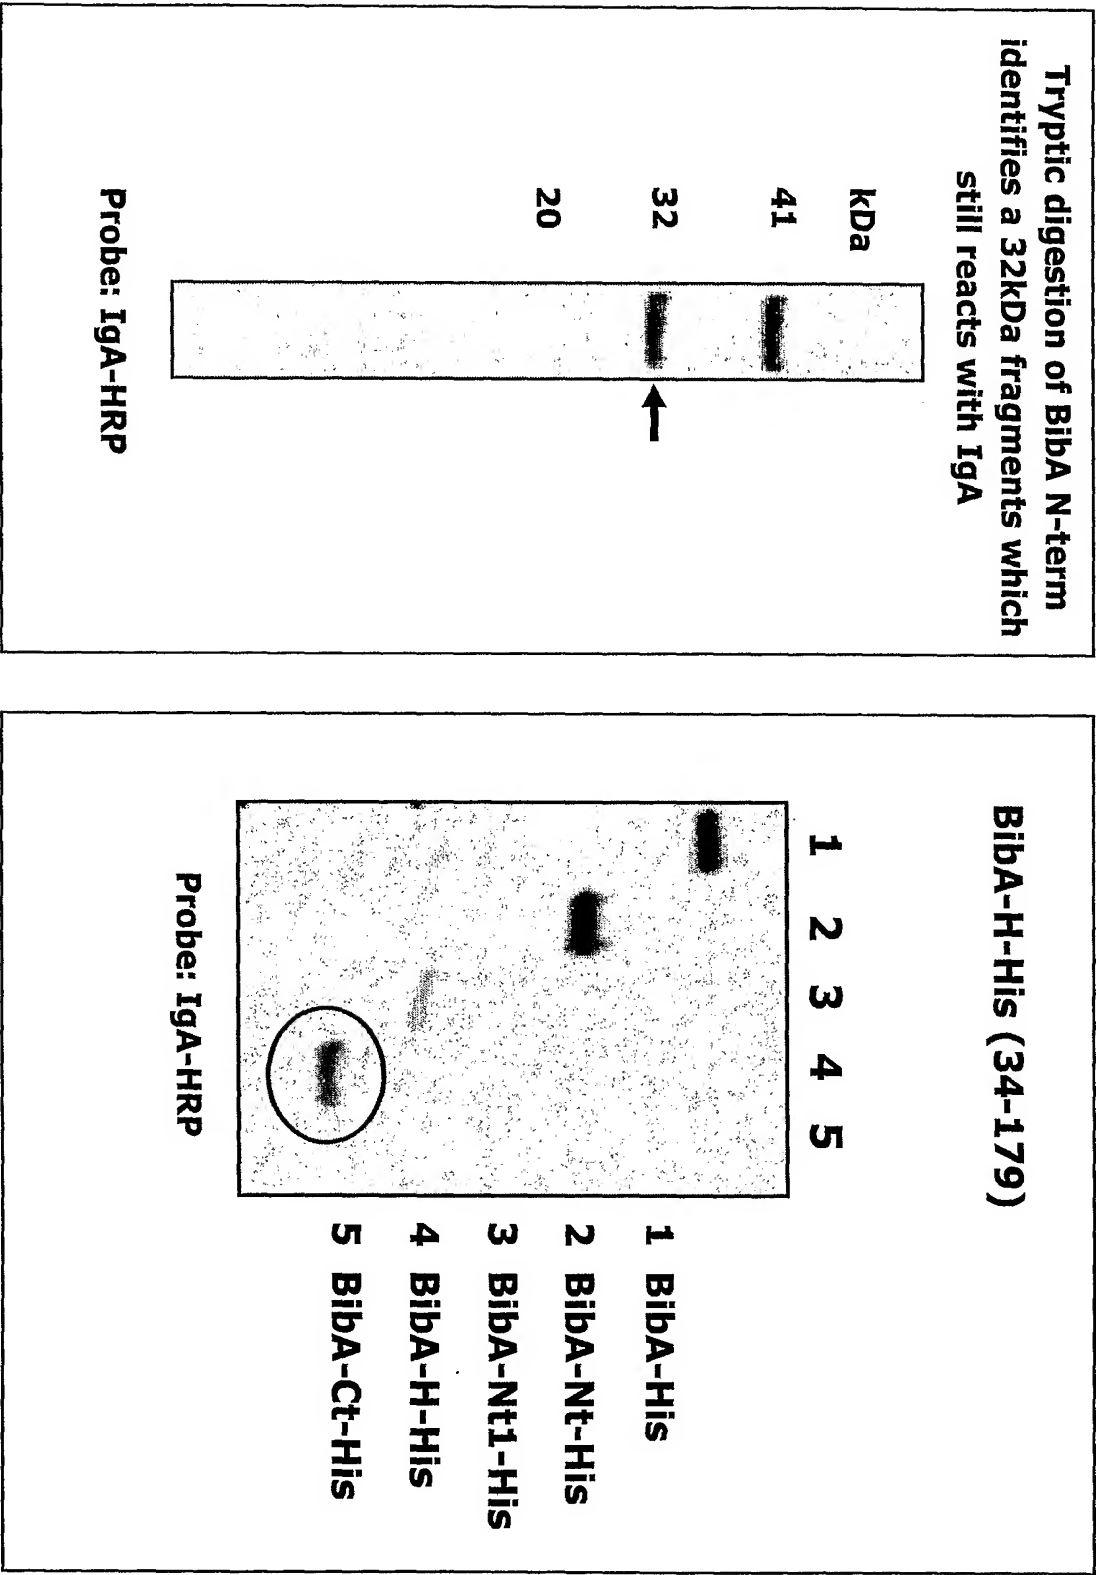 Tryptic digestion of BibA N-term
identifies a 32kDa fragments which
still reacts with IgA
kDa
41
32
20
Probe: IgA-HRP
BibA-H-His (34-179)
1 2 3 4 5
1 BibA-His
2 BibA-Nt-His
3 BibA-Nt1-His
4 BibA-H-His
5 BibA-Ct-His
Probe: IgA-HRP